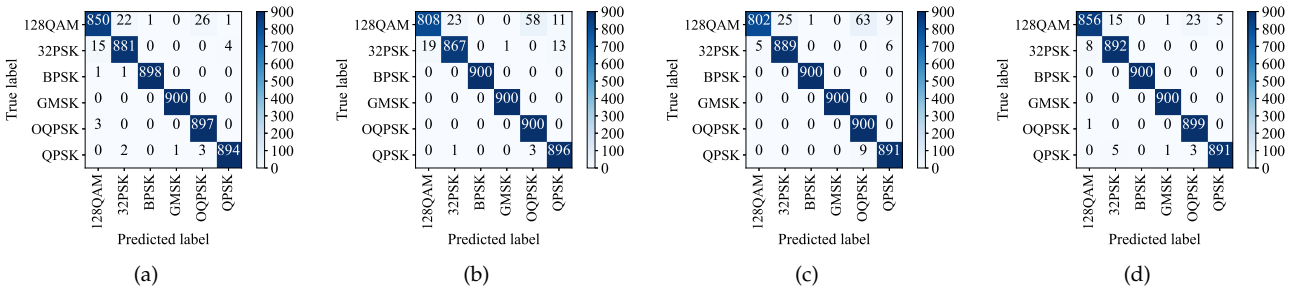 True label
128QAM 850 22 1 0 26 1
32PSK 15 881 0 0 0 4
BPSK 1 1 898 0 0 0
GMSK 0 0 0 900 0 0
OQPSK 3 0 0 0 897 0
QPSK 0 2 0 1 3 894
128QAM 32PSK BPSK GMSK OQPSK QPSK
Predicted label
900
800
700
600
500
400
300
200
100
0
(a)
True label
128QAM 808 23 0 0 58 11
32PSK 19 867 0 1 0 13
BPSK 0 0 900 0 0 0
GMSK 0 0 0 900 0 0
OQPSK 0 0 0 0 900 0
QPSK 0 1 0 0 3 896
128QAM 32PSK BPSK GMSK OQPSK QPSK
Predicted label
900
800
700
600
500
400
300
200
100
0
(b)
True label
128QAM 802 25 1 0 63 9
32PSK 5 889 0 0 0 6
BPSK 0 0 900 0 0 0
GMSK 0 0 0 900 0 0
OQPSK 0 0 0 0 900 0
QPSK 0 0 0 0 9 891
128QAM 32PSK BPSK GMSK OQPSK QPSK
Predicted label
900
800
700
600
500
400
300
200
100
0
(c)
True label
128QAM 856 15 0 1 23 5
32PSK 8 892 0 0 0 0
BPSK 0 0 900 0 0 0
GMSK 0 0 0 900 0 0
OQPSK 1 0 0 0 899 0
QPSK 0 5 0 1 3 891
128QAM 32PSK BPSK GMSK OQPSK QPSK
Predicted label
900
800
700
600
500
400
300
200
100
0
(d)